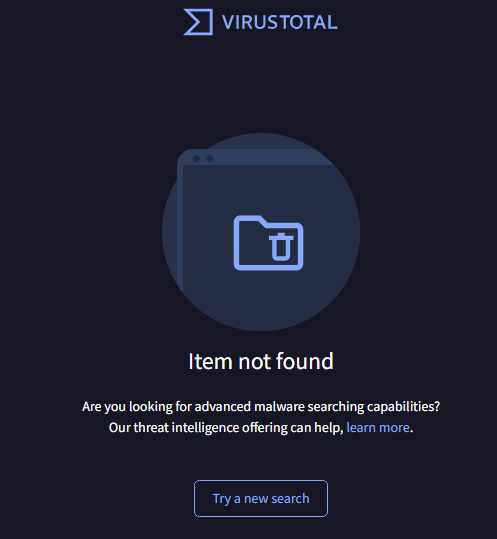 VIRUSTOTAL
Item not found
Are you looking for advanced malware searching capabilities?
Our threat intelligence offering can help, learn more.
Try a new search